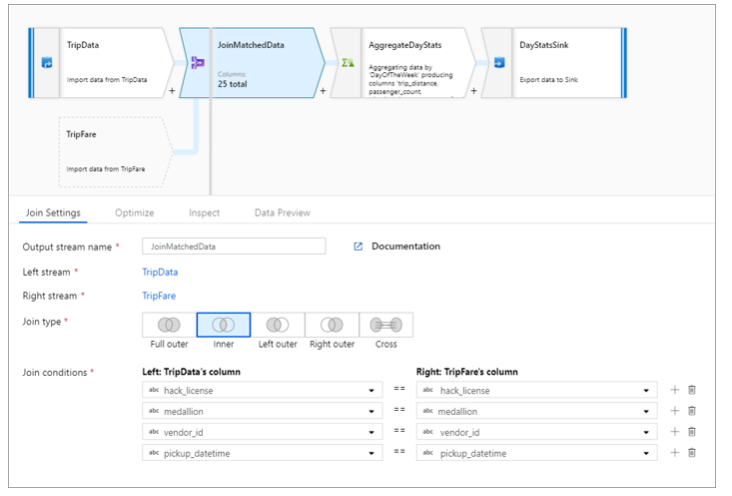 TripData
JoinMatchedData
AggregateDayStats
DayStatsSink
Import data from TripData
Columns:
25 total
Aggregating data by
'DayOfTheWeek' producing
columns 'trip_distance,
passenger_count,
Export data to Sink
+
+
+
TripFare
Import data from TripFare
Join Settings
Optimize
Inspect
Data Preview
Output stream name *
JoinMatchedData
Documentation
Left stream *
TripData
Right stream *
TripFare
Join type *
Full outer
Inner
Left outer
Right outer
Cross
Join conditions *
Left: TripData's column
Right: TripFare's column
abc hack_license == abc hack_license +
abc medallion == abc medallion +
abc vendor_id == abc vendor_id +
abc pickup_datetime == abc pickup_datetime +